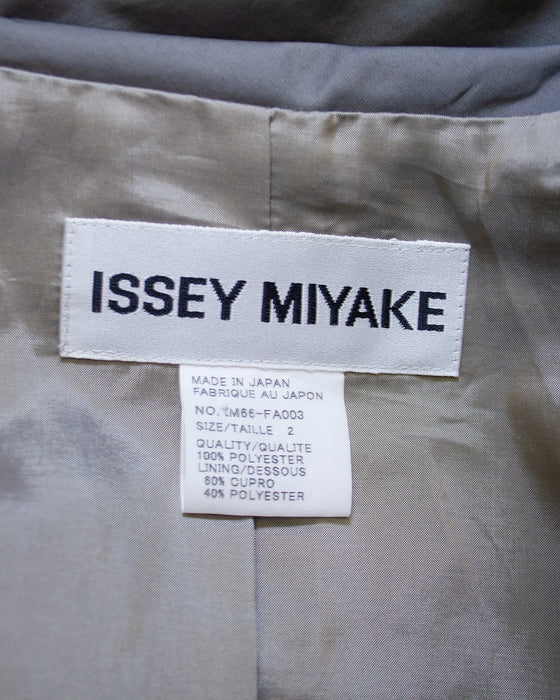 ISSEY MIYAKE
MADE IN JAPAN
FABRIQUE AU JAPON
NO. IM66-FA003
SIZE/TAILLE 2
QUALITY/QUALITE
100% POLYESTER
LINING/DESSOUS
60% CUPRO
40% POLYESTER